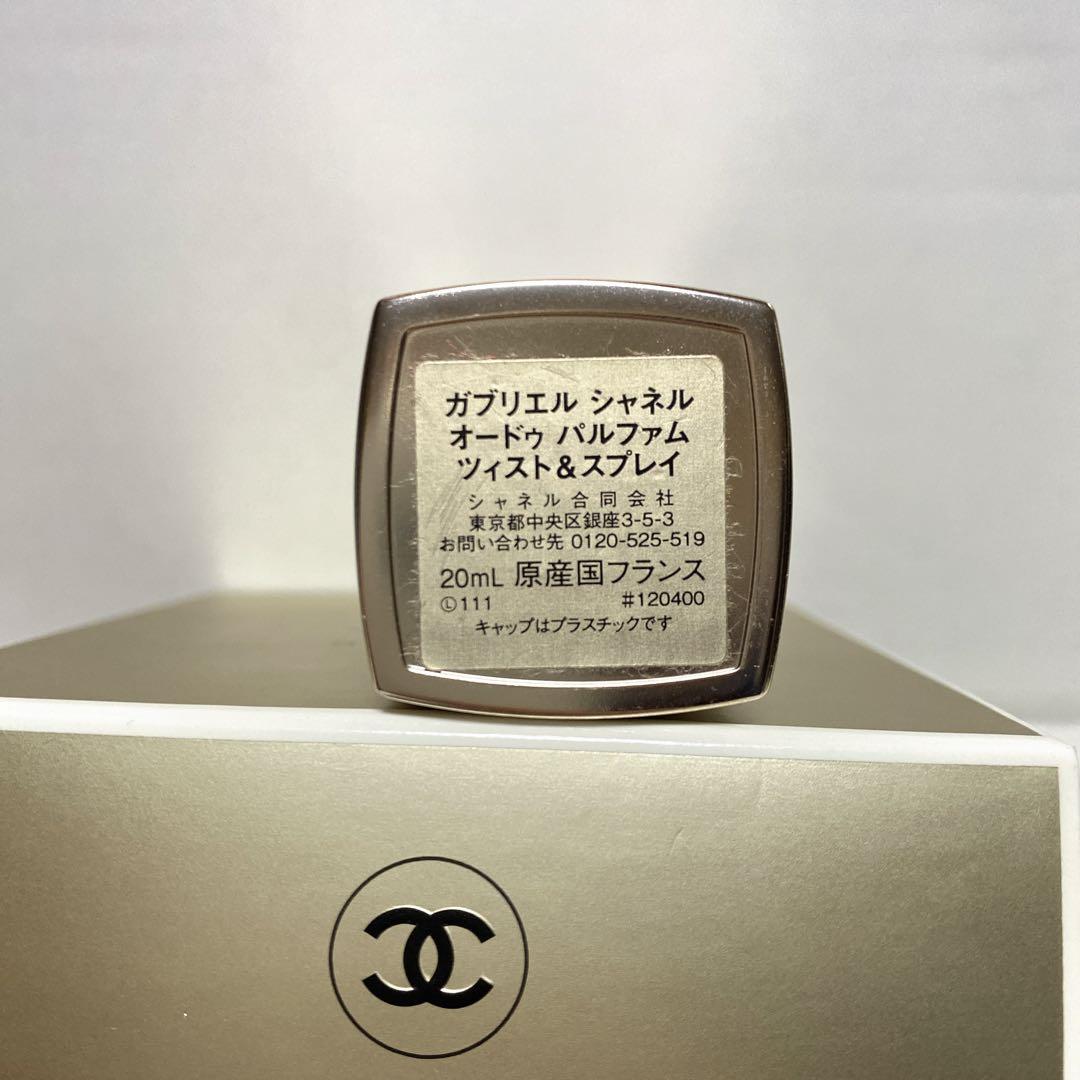 ガブリエル シャネル
オードゥ パルファム
ツィスト&スプレイ
シャネル合同会社
東京都中央区銀座3-5-3
お問い合わせ先 0120-525-519
20mL 原産国フランス
Ⓛ111 #120400
キャップはプラスチックです